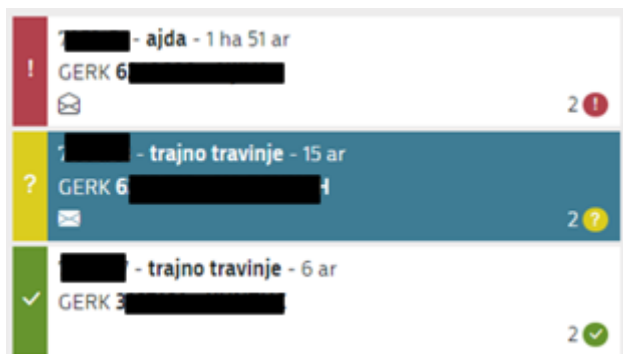 ! - ajda - 1 ha 51 ar
GERK 6
2 !
- trajno travinje - 15 ar
? GERK 6
2 ?
- trajno travinje - 6 ar
GERK 3
2